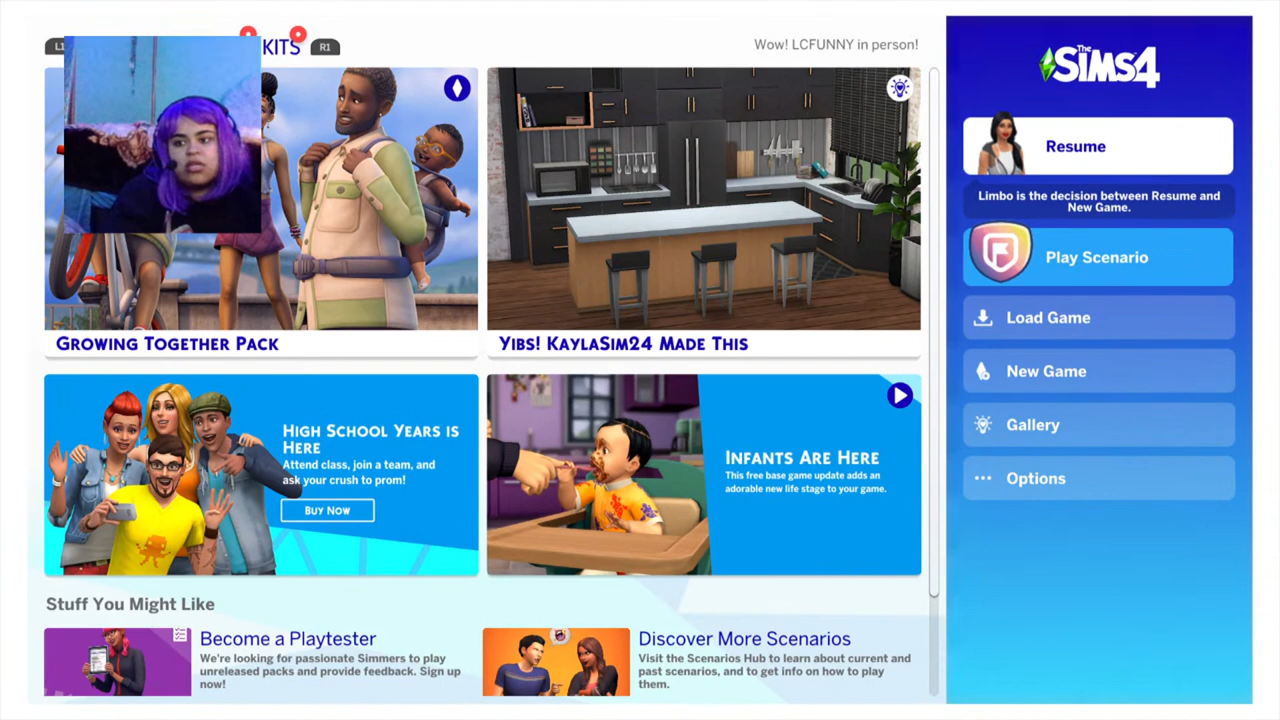 L1
KITS
R1
Wow! LCFUNNY in person!
GROWING TOGETHER PACK
YIBS! KAYLASIM24 MADE THIS
HIGH SCHOOL YEARS IS
HERE
Attend class, join a team, and
ask your crush to prom!
BUY NOW
INFANTS ARE HERE
This free base game update adds an
adorable new life stage to your game.
Stuff You Might Like
Become a Playtester
We're looking for passionate Simmers to play
unreleased packs and provide feedback. Sign up
now!
Discover More Scenarios
Visit the Scenarios Hub to learn about current and
past scenarios, and to get info on how to play
them.
The SIMS4
Resume
Limbo is the decision between Resume and
New Game.
Play Scenario
Load Game
New Game
Gallery
Options